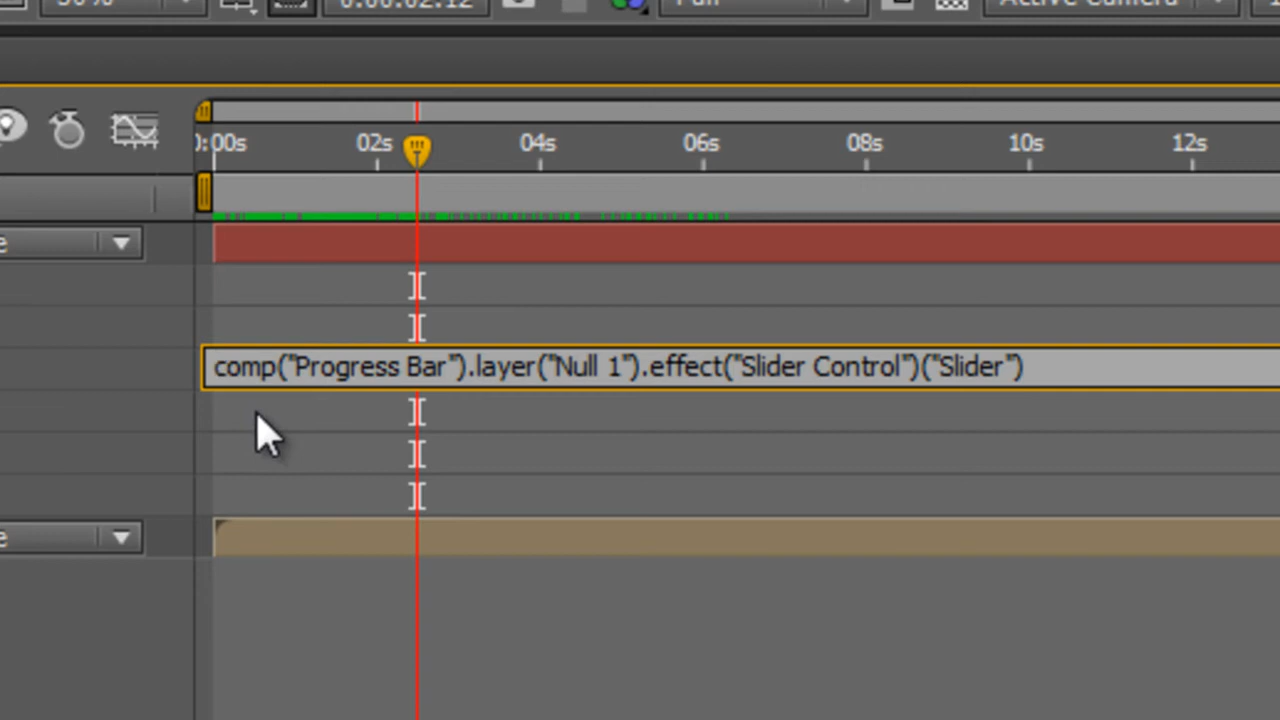 0:00:02:12
Full
Active Camera
0:00s 02s 04s 06s 08s 10s 12s
e
comp("Progress Bar").layer("Null 1").effect("Slider Control")("Slider")
e